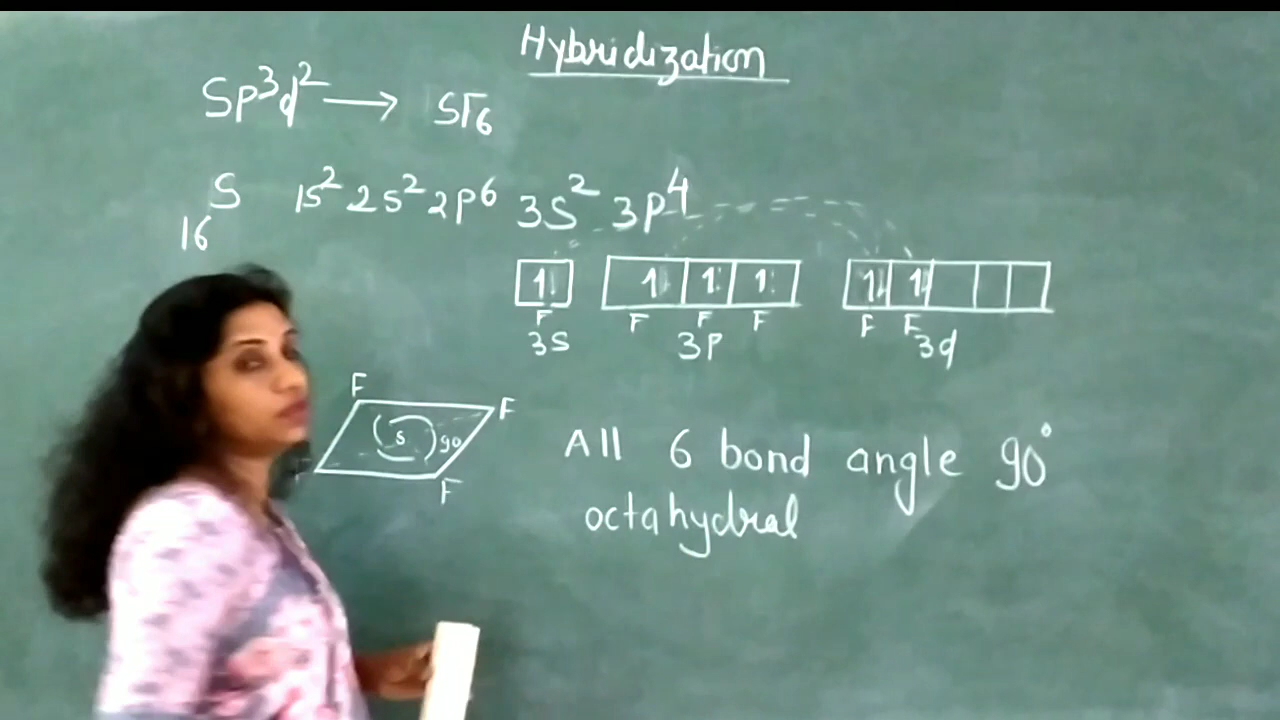 Hybridization
Sp³d² → SF₆
₁₆S 1s² 2s² 2p⁶ 3s² 3p⁴
1 1 1 1 1 1
F F F F F F
3s 3p 3d
F F
S 90
F F
All 6 bond angle 90°
octahydral